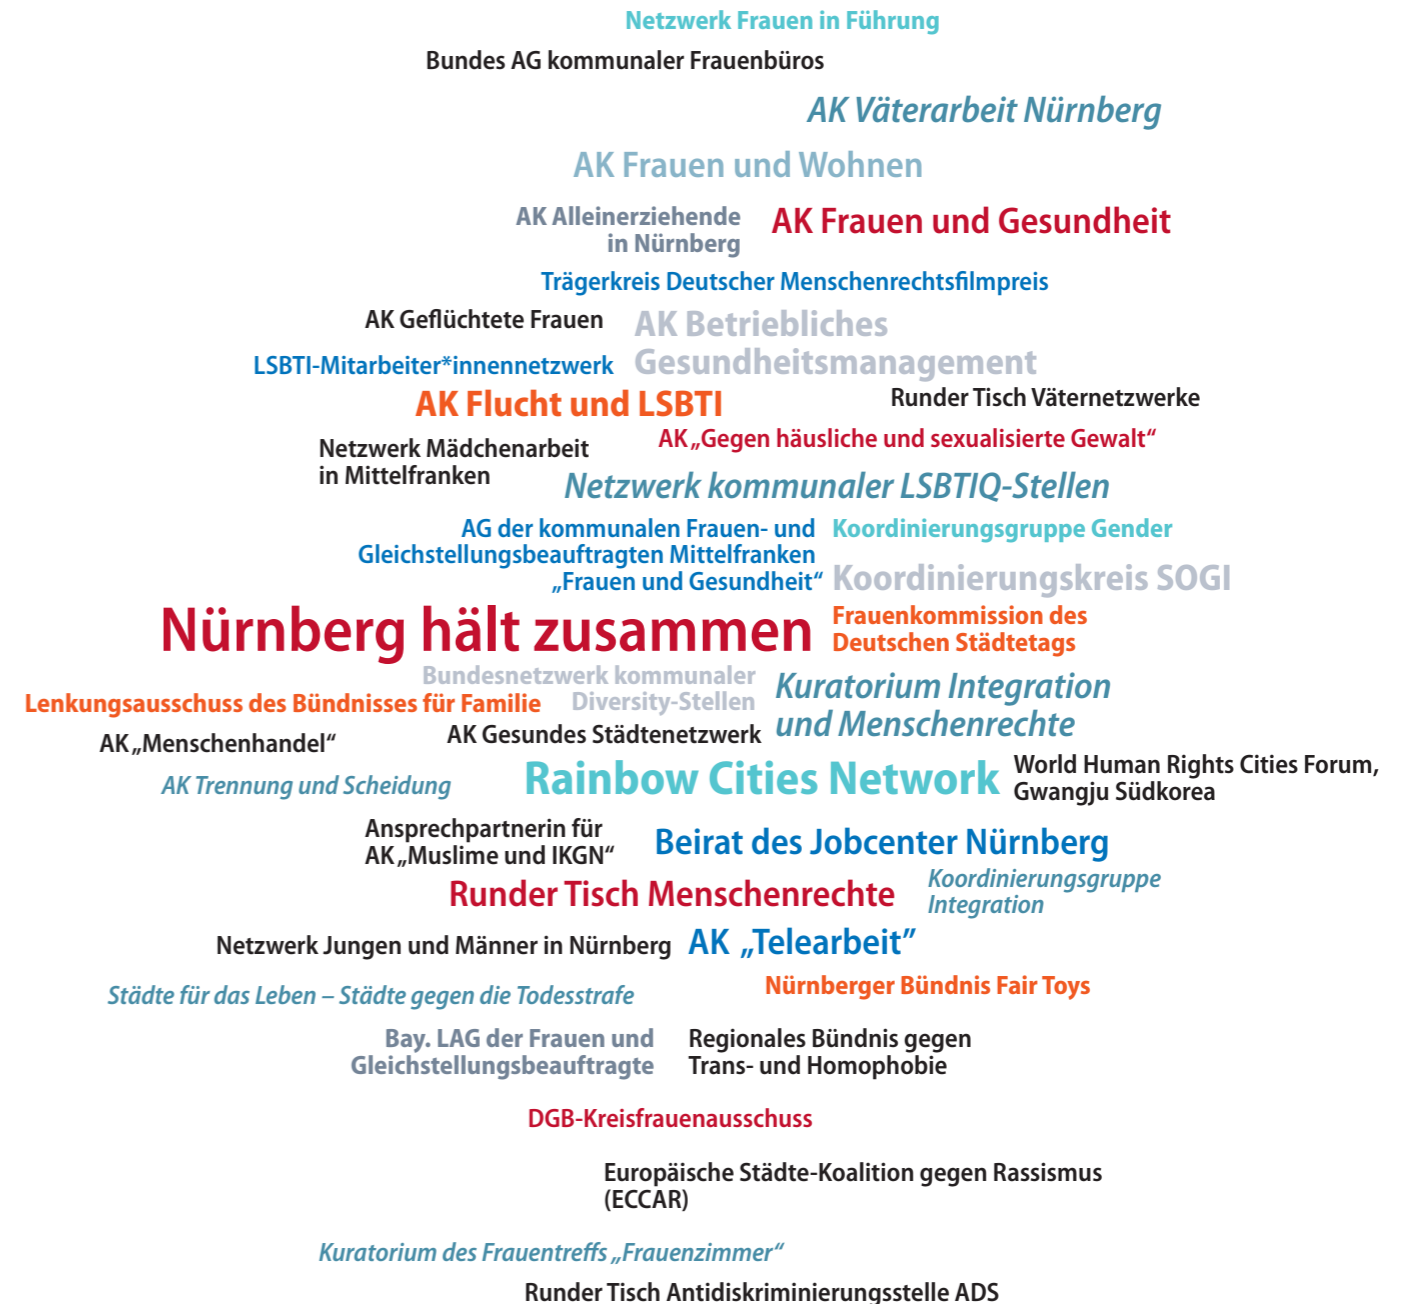 Netzwerk Frauen in Führung
Bundes AG kommunaler Frauenbüros
AK Väterarbeit Nürnberg
AK Frauen und Wohnen
AK Alleinerziehende
in Nürnberg
AK Frauen und Gesundheit
Trägerkreis Deutscher Menschenrechtsfilmpreis
AK Geflüchtete Frauen
AK Betriebliches
Gesundheitsmanagement
LSBTI-Mitarbeiter*innennetzwerk
AK Flucht und LSBTI
Runder Tisch Väternetzwerke
Netzwerk Mädchenarbeit
in Mittelfranken
AK „Gegen häusliche und sexualisierte Gewalt“
Netzwerk kommunaler LSBTIQ-Stellen
AG der kommunalen Frauen- und
Gleichstellungsbeauftragten Mittelfranken
„Frauen und Gesundheit“
Koordinierungsgruppe Gender
Koordinierungskreis SOGI
Nürnberg hält zusammen
Frauenkommission des
Deutschen Städtetags
Bundesnetzwerk kommunaler
Diversity-Stellen
Kuratorium Integration
und Menschenrechte
Lenkungsausschuss des Bündnisses für Familie
AK „Menschenhandel“
AK Gesundes Städtenetzwerk
AK Trennung und Scheidung
Rainbow Cities Network
World Human Rights Cities Forum,
Gwangju Südkorea
Ansprechpartnerin für
AK „Muslime und IKGN“
Beirat des Jobcenter Nürnberg
Runder Tisch Menschenrechte
Koordinierungsgruppe
Integration
Netzwerk Jungen und Männer in Nürnberg
AK „Telearbeit”
Städte für das Leben – Städte gegen die Todesstrafe
Nürnberger Bündnis Fair Toys
Bay. LAG der Frauen und
Gleichstellungsbeauftragte
Regionales Bündnis gegen
Trans- und Homophobie
DGB-Kreisfrauenausschuss
Europäische Städte-Koalition gegen Rassismus
(ECCAR)
Kuratorium des Frauentreffs „Frauenzimmer“
Runder Tisch Antidiskriminierungsstelle ADS